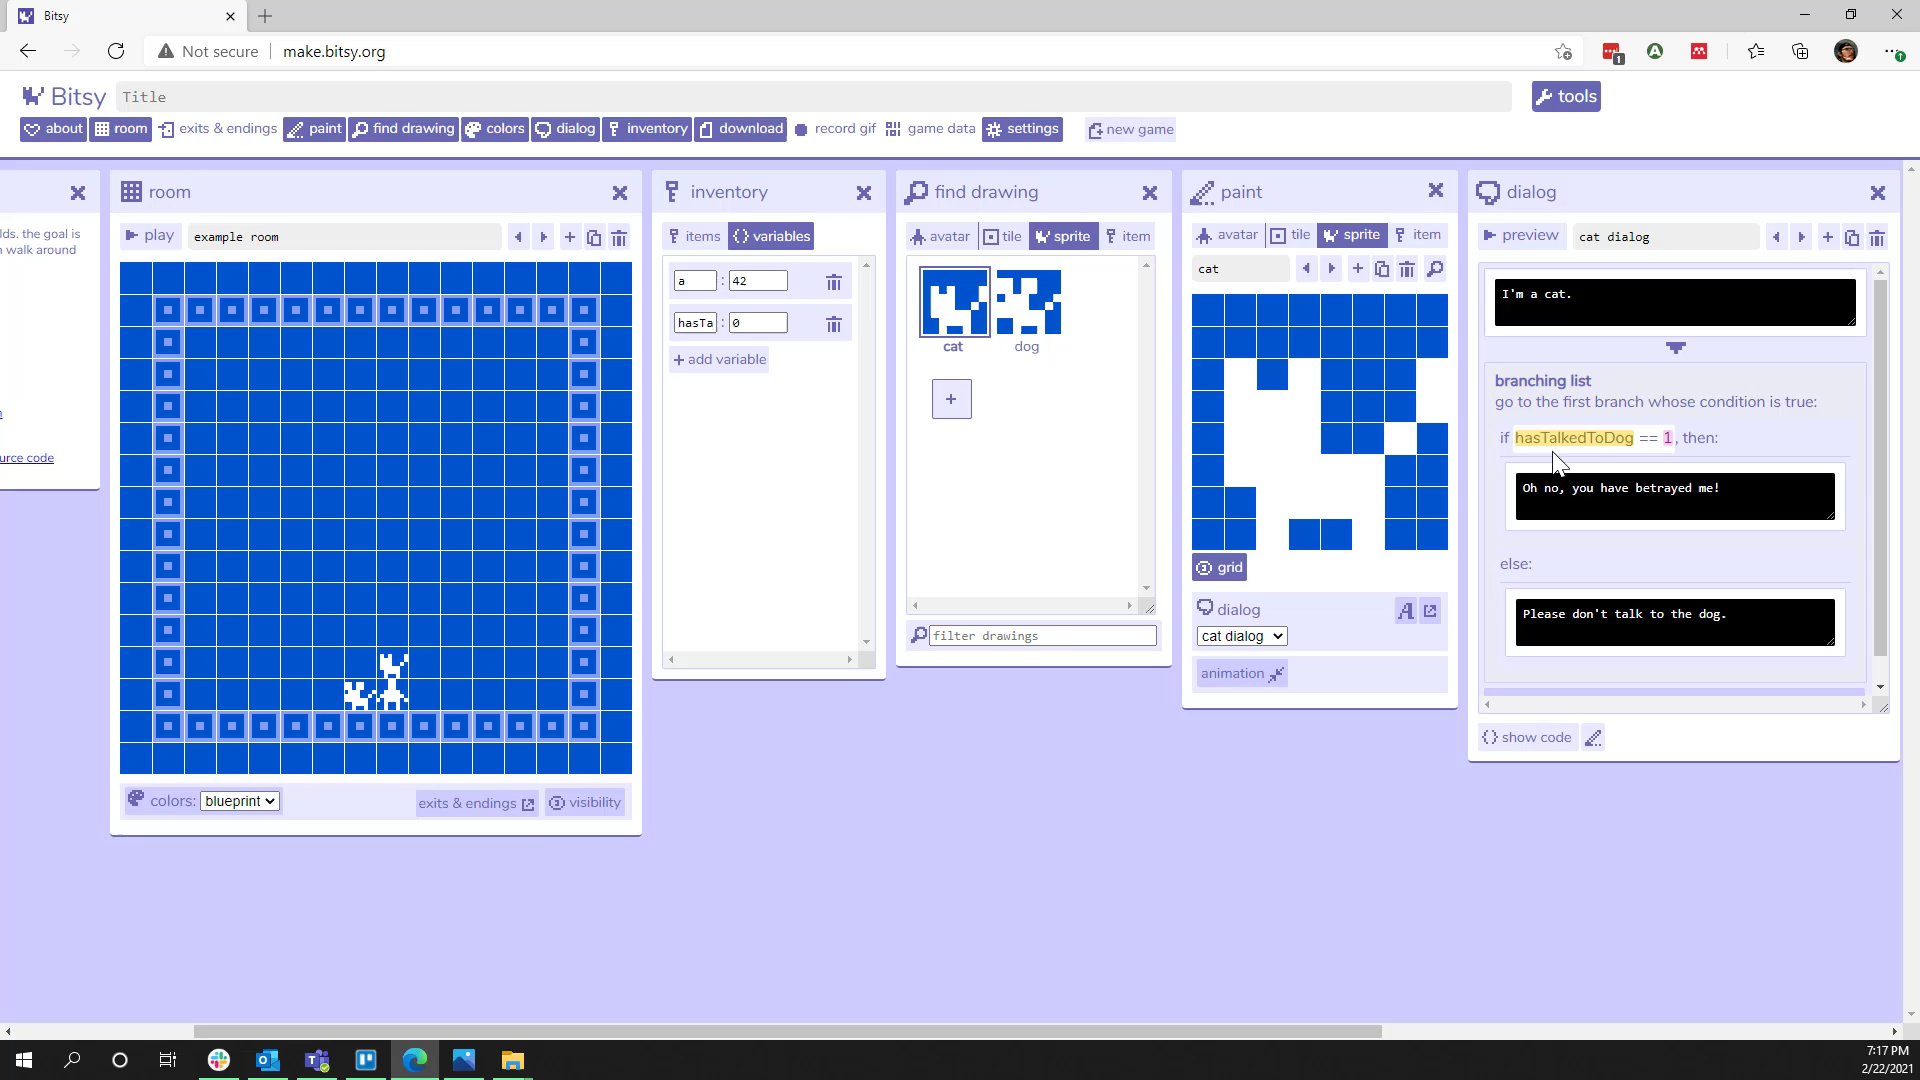 Bitsy
Not secure
make.bitsy.org
1
Bitsy
Title
tools
about
room
exits & endings
paint
find drawing
colors
dialog
inventory
download
record gif
game data
settings
new game
lds. the goal is
n walk around
n
urce code
room
play
example room
colors:
blueprint
exits & endings
visibility
inventory
items
variables
a
:
42
hasTa
:
0
+ add variable
find drawing
avatar
tile
sprite
item
cat
dog
+
filter drawings
paint
avatar
tile
sprite
item
cat
grid
dialog
A
cat dialog
animation
dialog
preview
cat dialog
I'm a cat.
branching list
go to the first branch whose condition is true:
if hasTalkedToDog == 1, then:
Oh no, you have betrayed me!
else:
Please don't talk to the dog.
show code
7:17 PM
2/22/2021